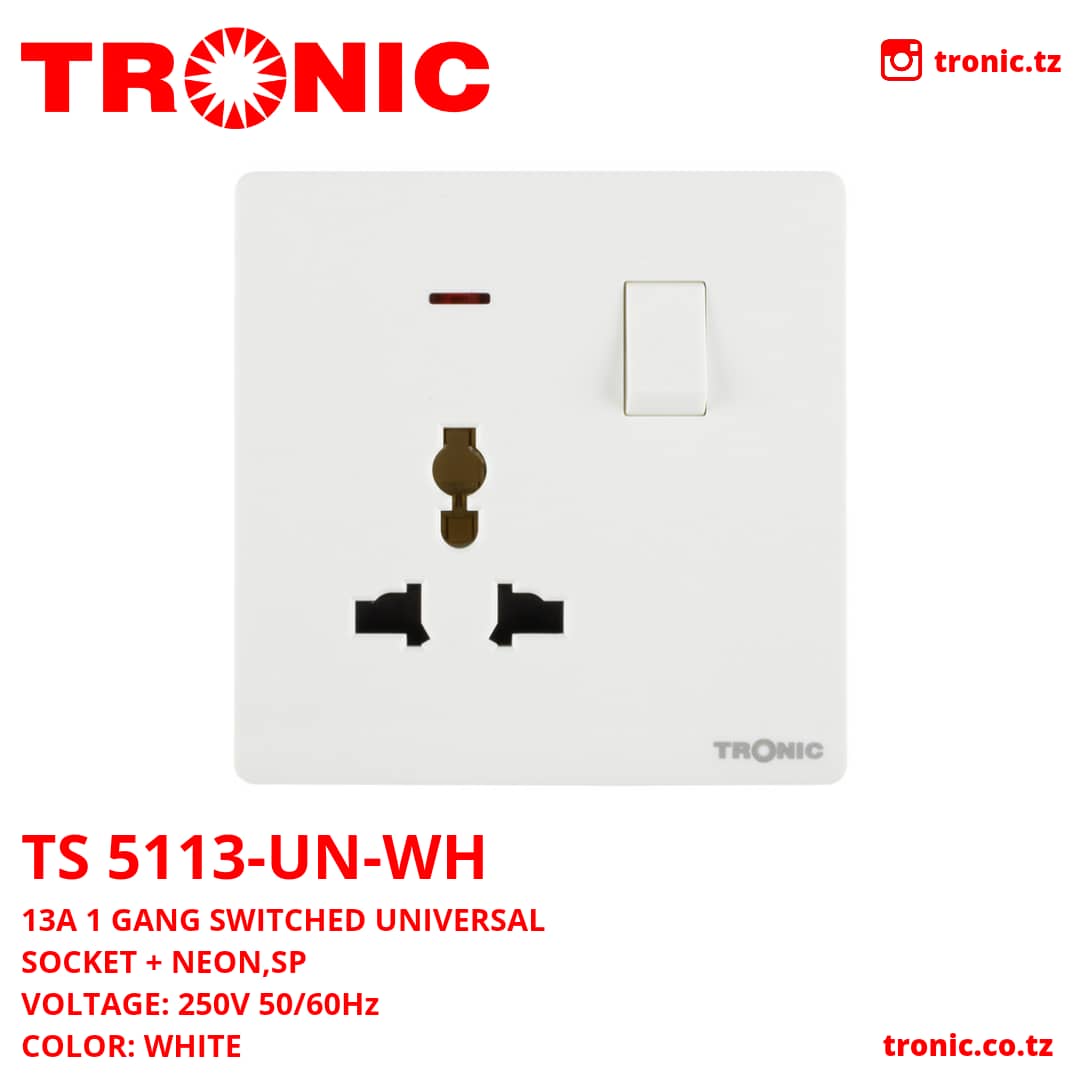 TRONIC
tronic.tz
TRONIC
TS 5113-UN-WH
13A 1 GANG SWITCHED UNIVERSAL
SOCKET + NEON,SP
VOLTAGE: 250V 50/60Hz
COLOR: WHITE
tronic.co.tz